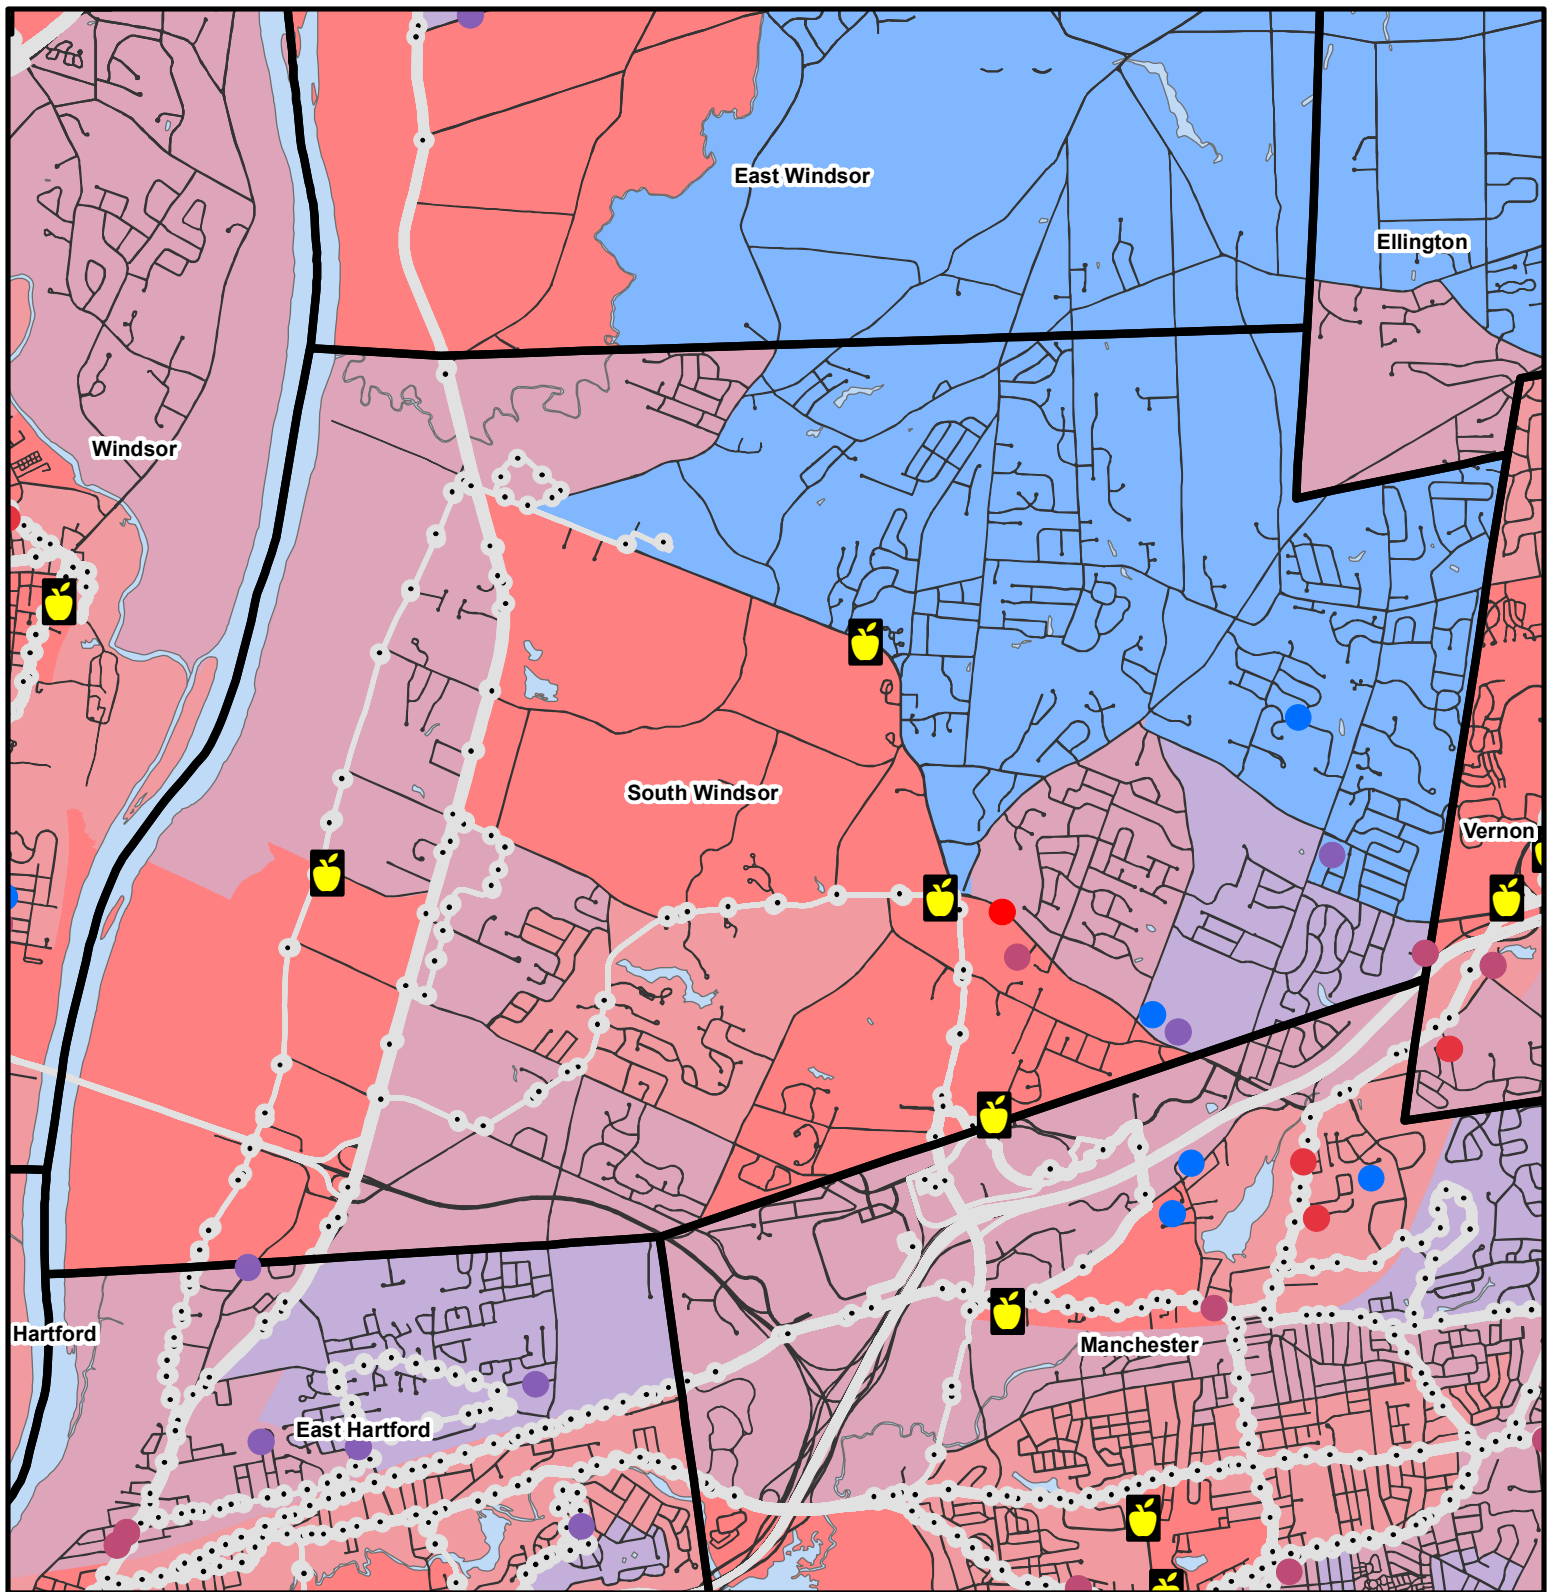 East Windsor
Ellington
Windsor
South Windsor
Vernon
Hartford
Manchester
East Hartford